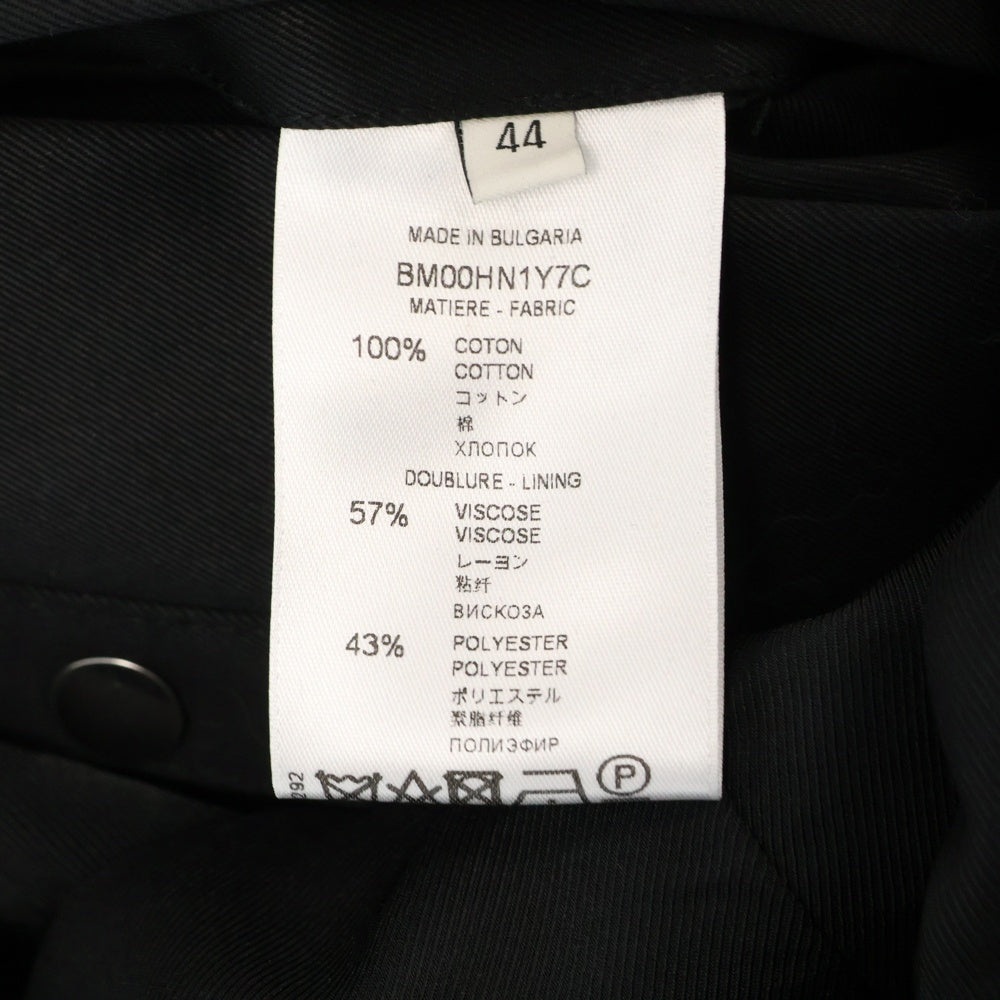 44
MADE IN BULGARIA
BM00HN1Y7C
MATIERE - FABRIC
100% COTON
COTTON
コットン
棉
ХЛОПОК
DOUBLURE - LINING
57% VISCOSE
VISCOSE
レーヨン
粘纤
ВИСКОЗА
43% POLYESTER
POLYESTER
ポリエステル
聚脂纤维
ПОЛИЭФИР
292
P